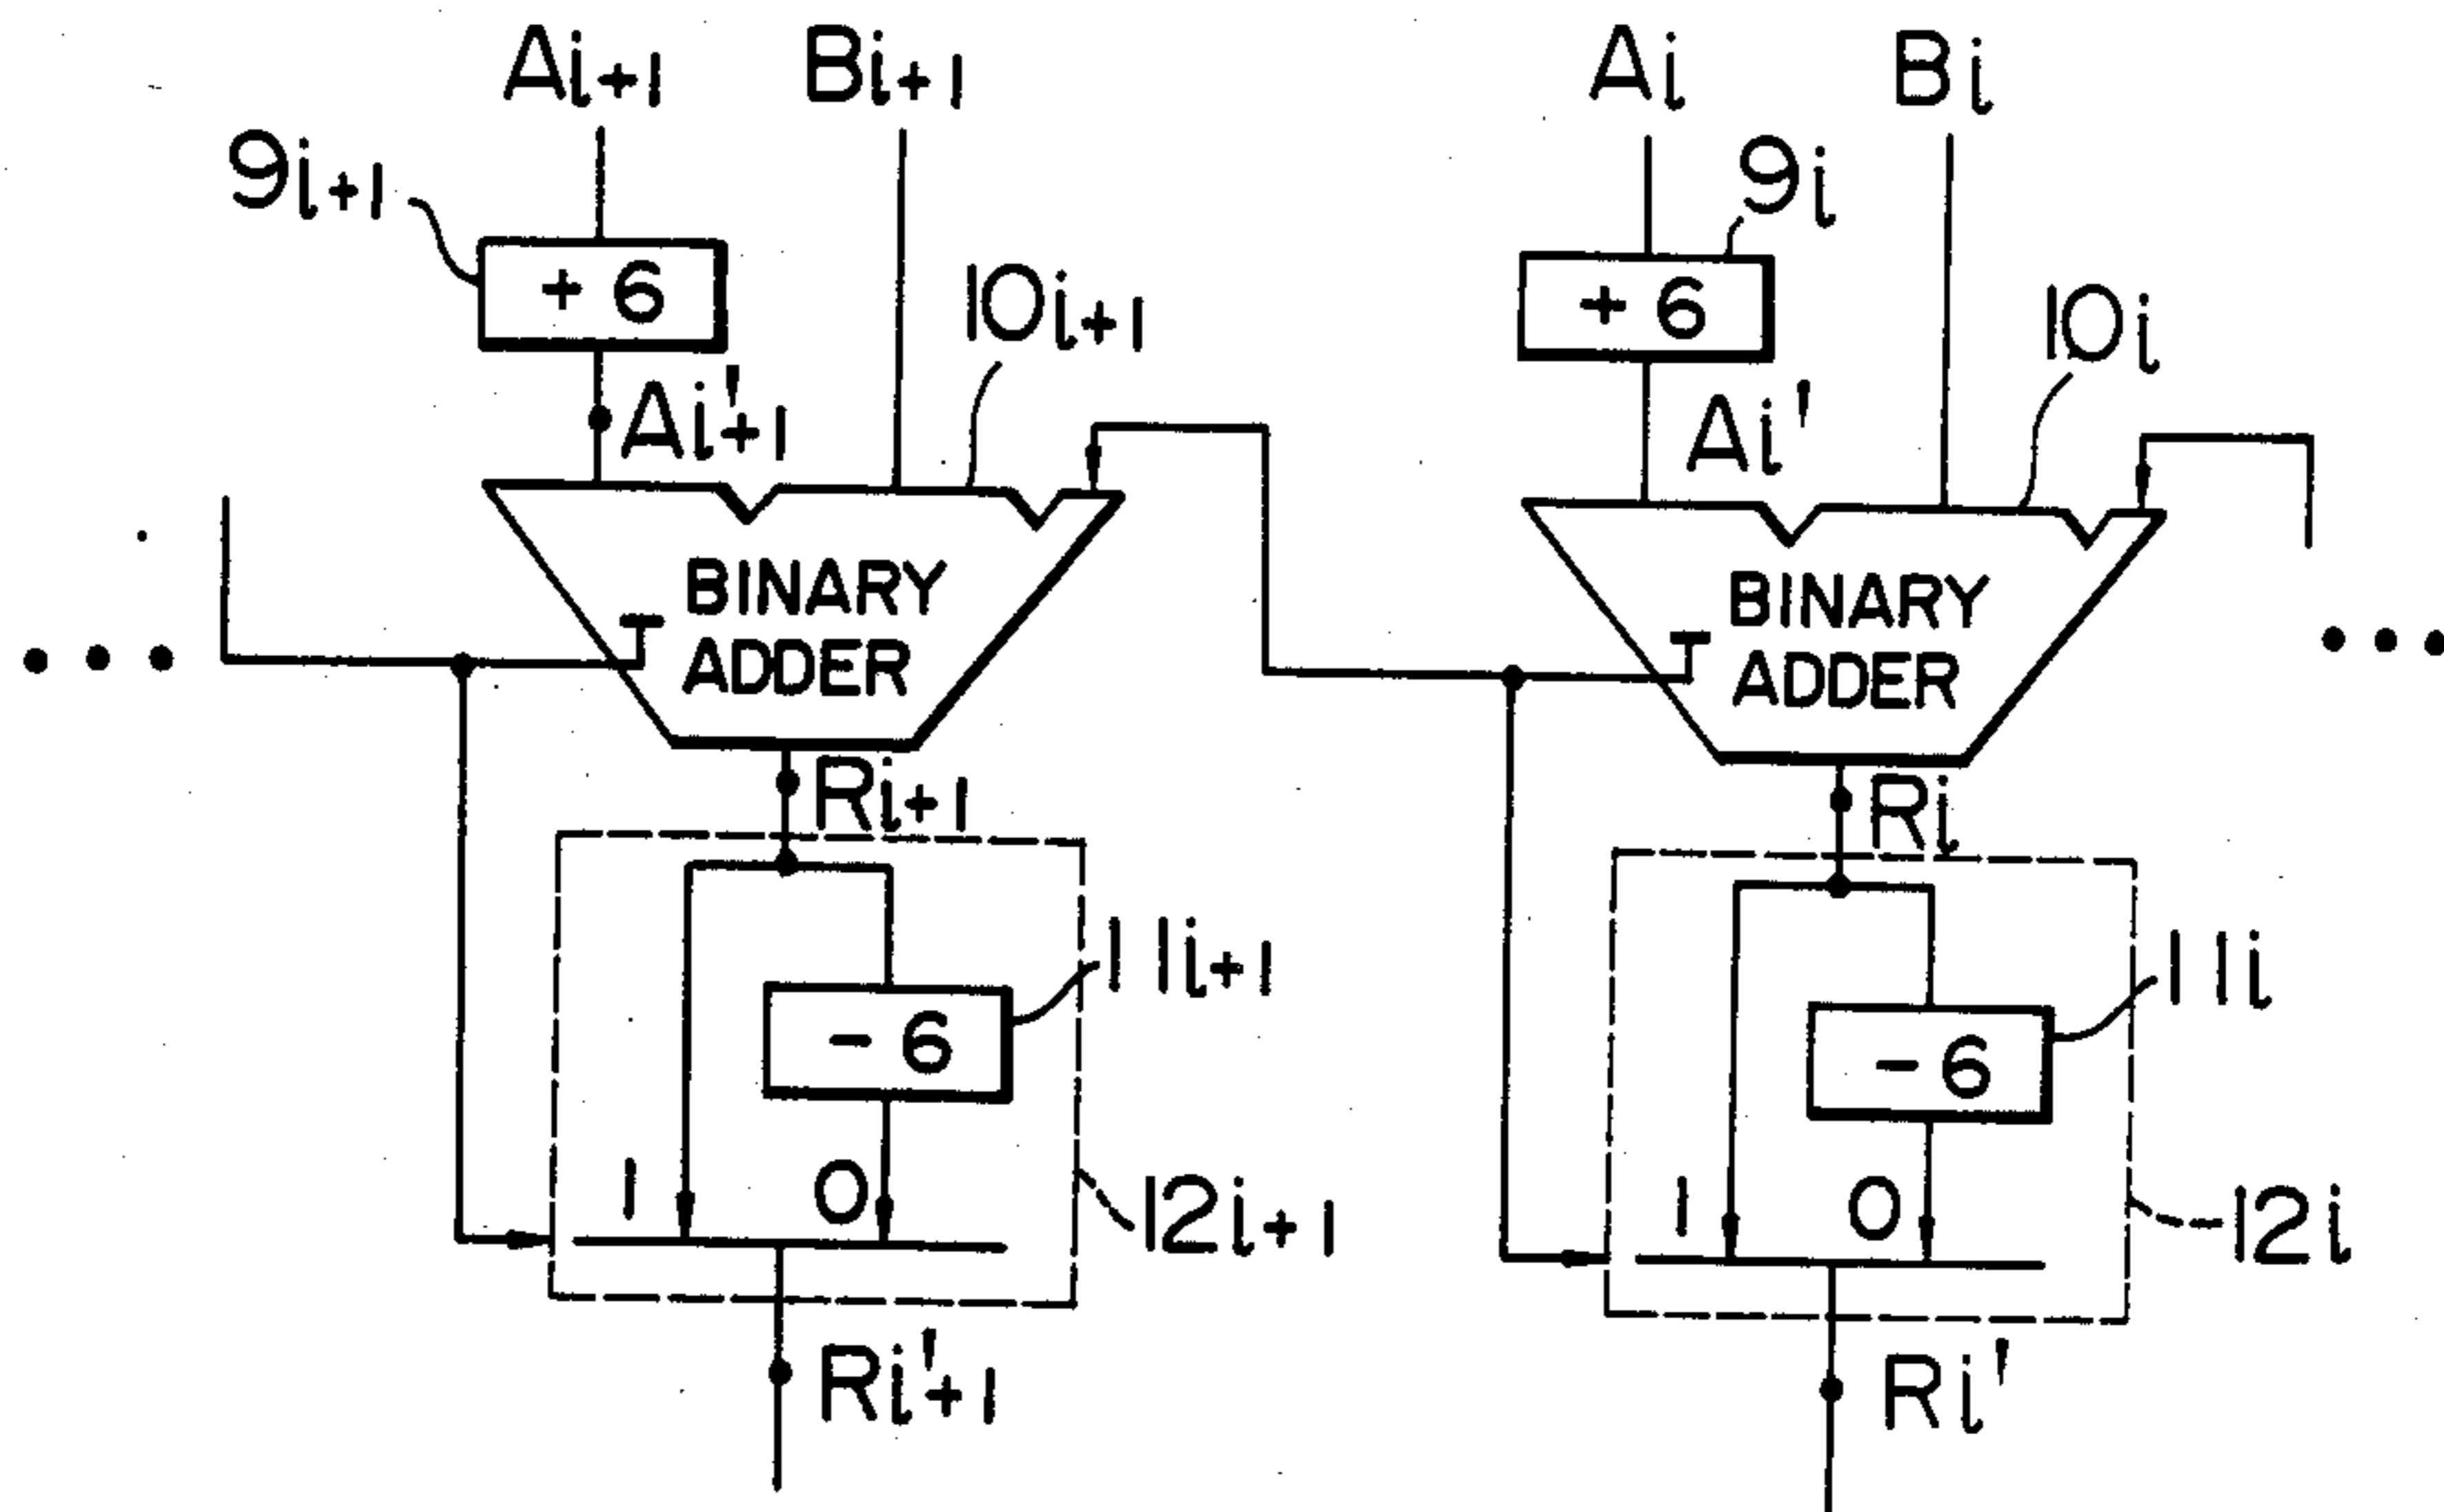 Ai+1
Bi+1
Ai
Bi
9i+1
9i
+ 6
+ 6
10i+1
10i
Ai'+1
Ai'
BINARY
ADDER
BINARY
ADDER
Ri+1
Ri
11i+1
11i
- 6
- 6
1
0
1
0
12i+1
12i
Ri'+1
Ri'